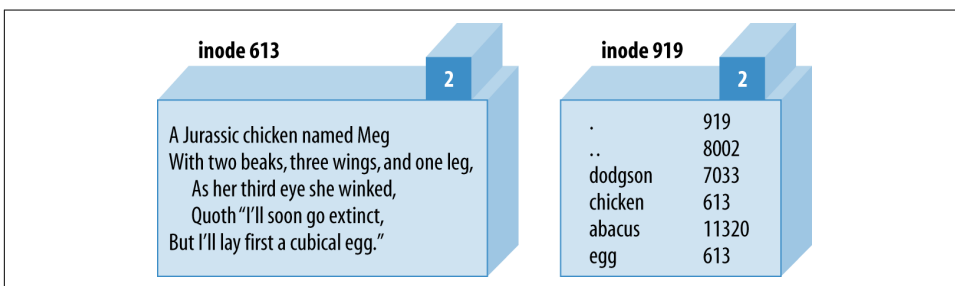 inode 613
2
A Jurassic chicken named Meg
With two beaks, three wings, and one leg,
As her third eye she winked,
Quoth “I’ll soon go extinct,
But I’ll lay first a cubical egg.”
inode 919
2
. 919
.. 8002
dodgson 7033
chicken 613
abacus 11320
egg 613